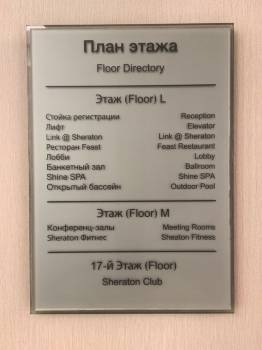 План этажа
Floor Directory
Этаж (Floor) L
Стойка регистрации Reception
Лифт Elevator
Link @ Sheraton Link @ Sheraton
Ресторан Feast Feast Restaurant
Лобби Lobby
Банкетный зал Ballroom
Shine SPA Shine SPA
Открытый бассейн Outdoor Pool
Этаж (Floor) M
Конференц-залы Meeting Rooms
Sheraton Фитнес Sheaton Fitness
17-й Этаж (Floor)
Sheraton Club